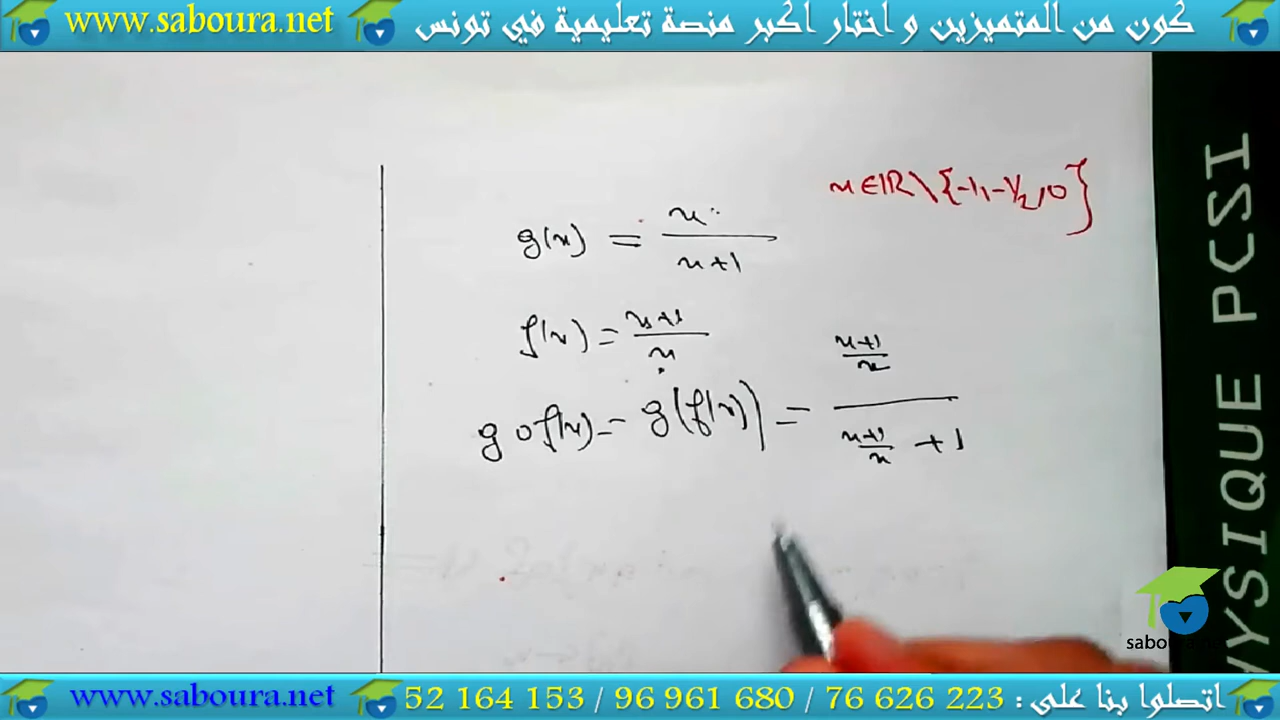 www.saboura.net كون من المتميزين و اختار اكبر منصة تعليمية في تونس
x ∈ IR \ {-1, -1/2, 0}
g(x) = x / x+1
f(x) = x+1 / x
g o f(x) = g(f(x)) = (x+1 / x) / (x+1 / x + 1)
YSIQUE PCSI
sabou
www.saboura.net 52 164 153 / 96 961 680 / 76 626 223 : اتصلوا بنا على